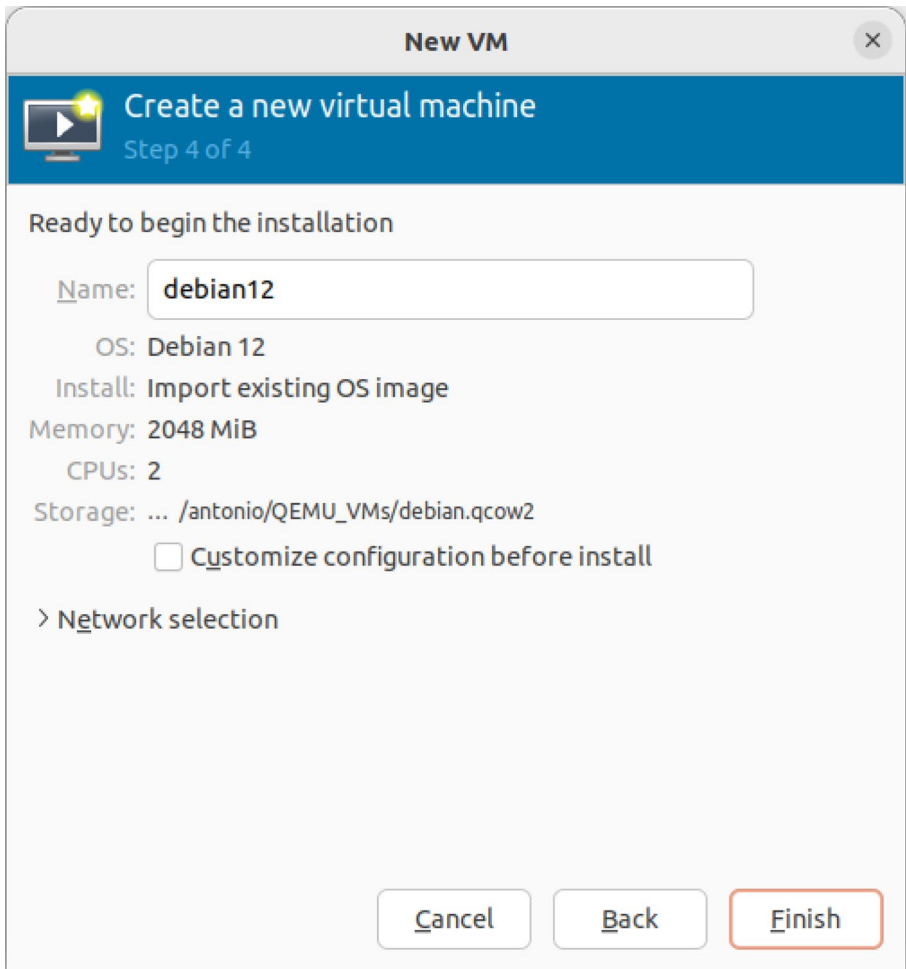 New VM
Create a new virtual machine
Step 4 of 4
Ready to begin the installation
Name: debian12
OS: Debian 12
Install: Import existing OS image
Memory: 2048 MiB
CPUs: 2
Storage: ... /antonio/QEMU_VMs/debian.qcow2
Customize configuration before install
Network selection
Cancel Back Finish